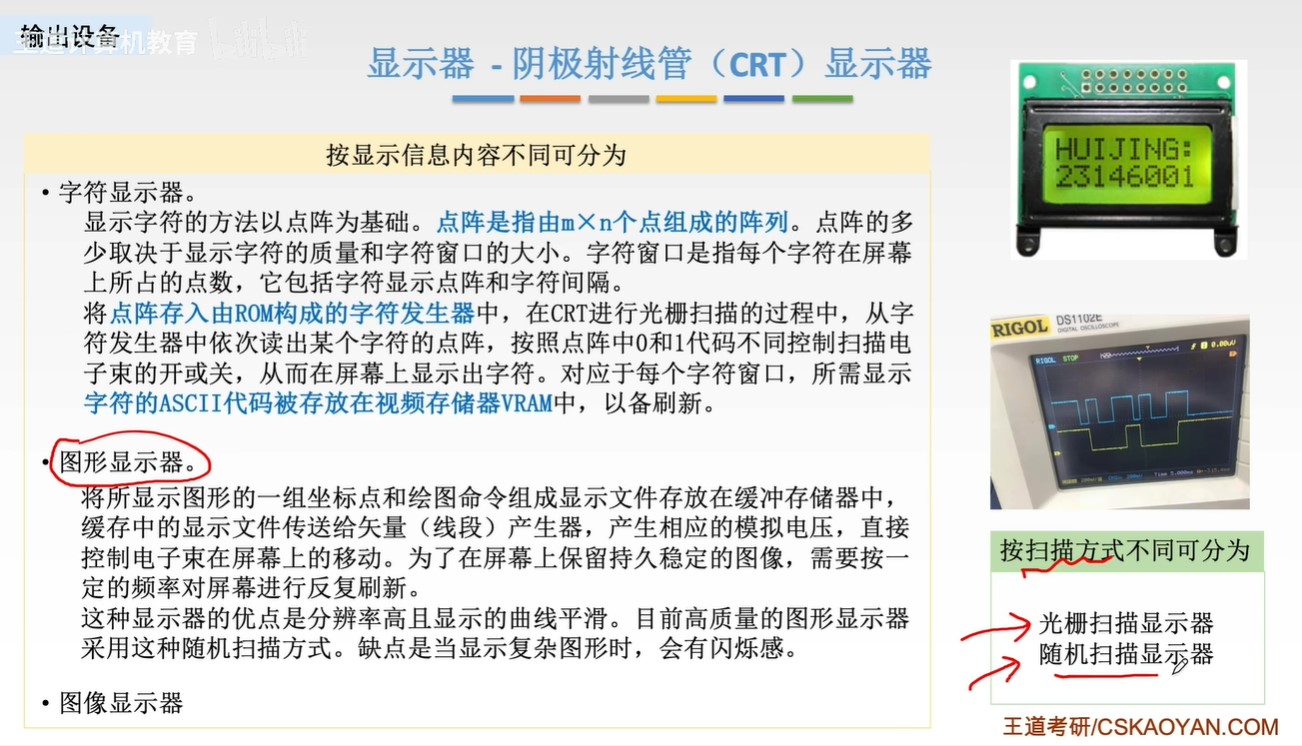 输出设备
王道计算机教育
显示器 - 阴极射线管（CRT）显示器
按显示信息内容不同可分为
• 字符显示器。
显示字符的方法以点阵为基础。点阵是指由m×n个点组成的阵列。点阵的多
少取决于显示字符的质量和字符窗口的大小。字符窗口是指每个字符在屏幕
上所占的点数，它包括字符显示点阵和字符间隔。
将点阵存入由ROM构成的字符发生器中，在CRT进行光栅扫描的过程中，从字
符发生器中依次读出某个字符的点阵，按照点阵中0和1代码不同控制扫描电
子束的开或关，从而在屏幕上显示出字符。对应于每个字符窗口，所需显示
字符的ASCII代码被存放在视频存储器VRAM中，以备刷新。
• 图形显示器。
将所显示图形的一组坐标点和绘图命令组成显示文件存放在缓冲存储器中，
缓存中的显示文件传送给矢量（线段）产生器，产生相应的模拟电压，直接
控制电子束在屏幕上的移动。为了在屏幕上保留持久稳定的图像，需要按一
定的频率对屏幕进行反复刷新。
这种显示器的优点是分辨率高且显示的曲线平滑。目前高质量的图形显示器
采用这种随机扫描方式。缺点是当显示复杂图形时，会有闪烁感。
• 图像显示器
HUIJING:
23146001
RIGOL DS1102E
DIGITAL OSCILLOSCOPE
RIGOL STOP 0.00uV
按扫描方式不同可分为
光栅扫描显示器
随机扫描显示器
王道考研/CSKAOYAN.COM